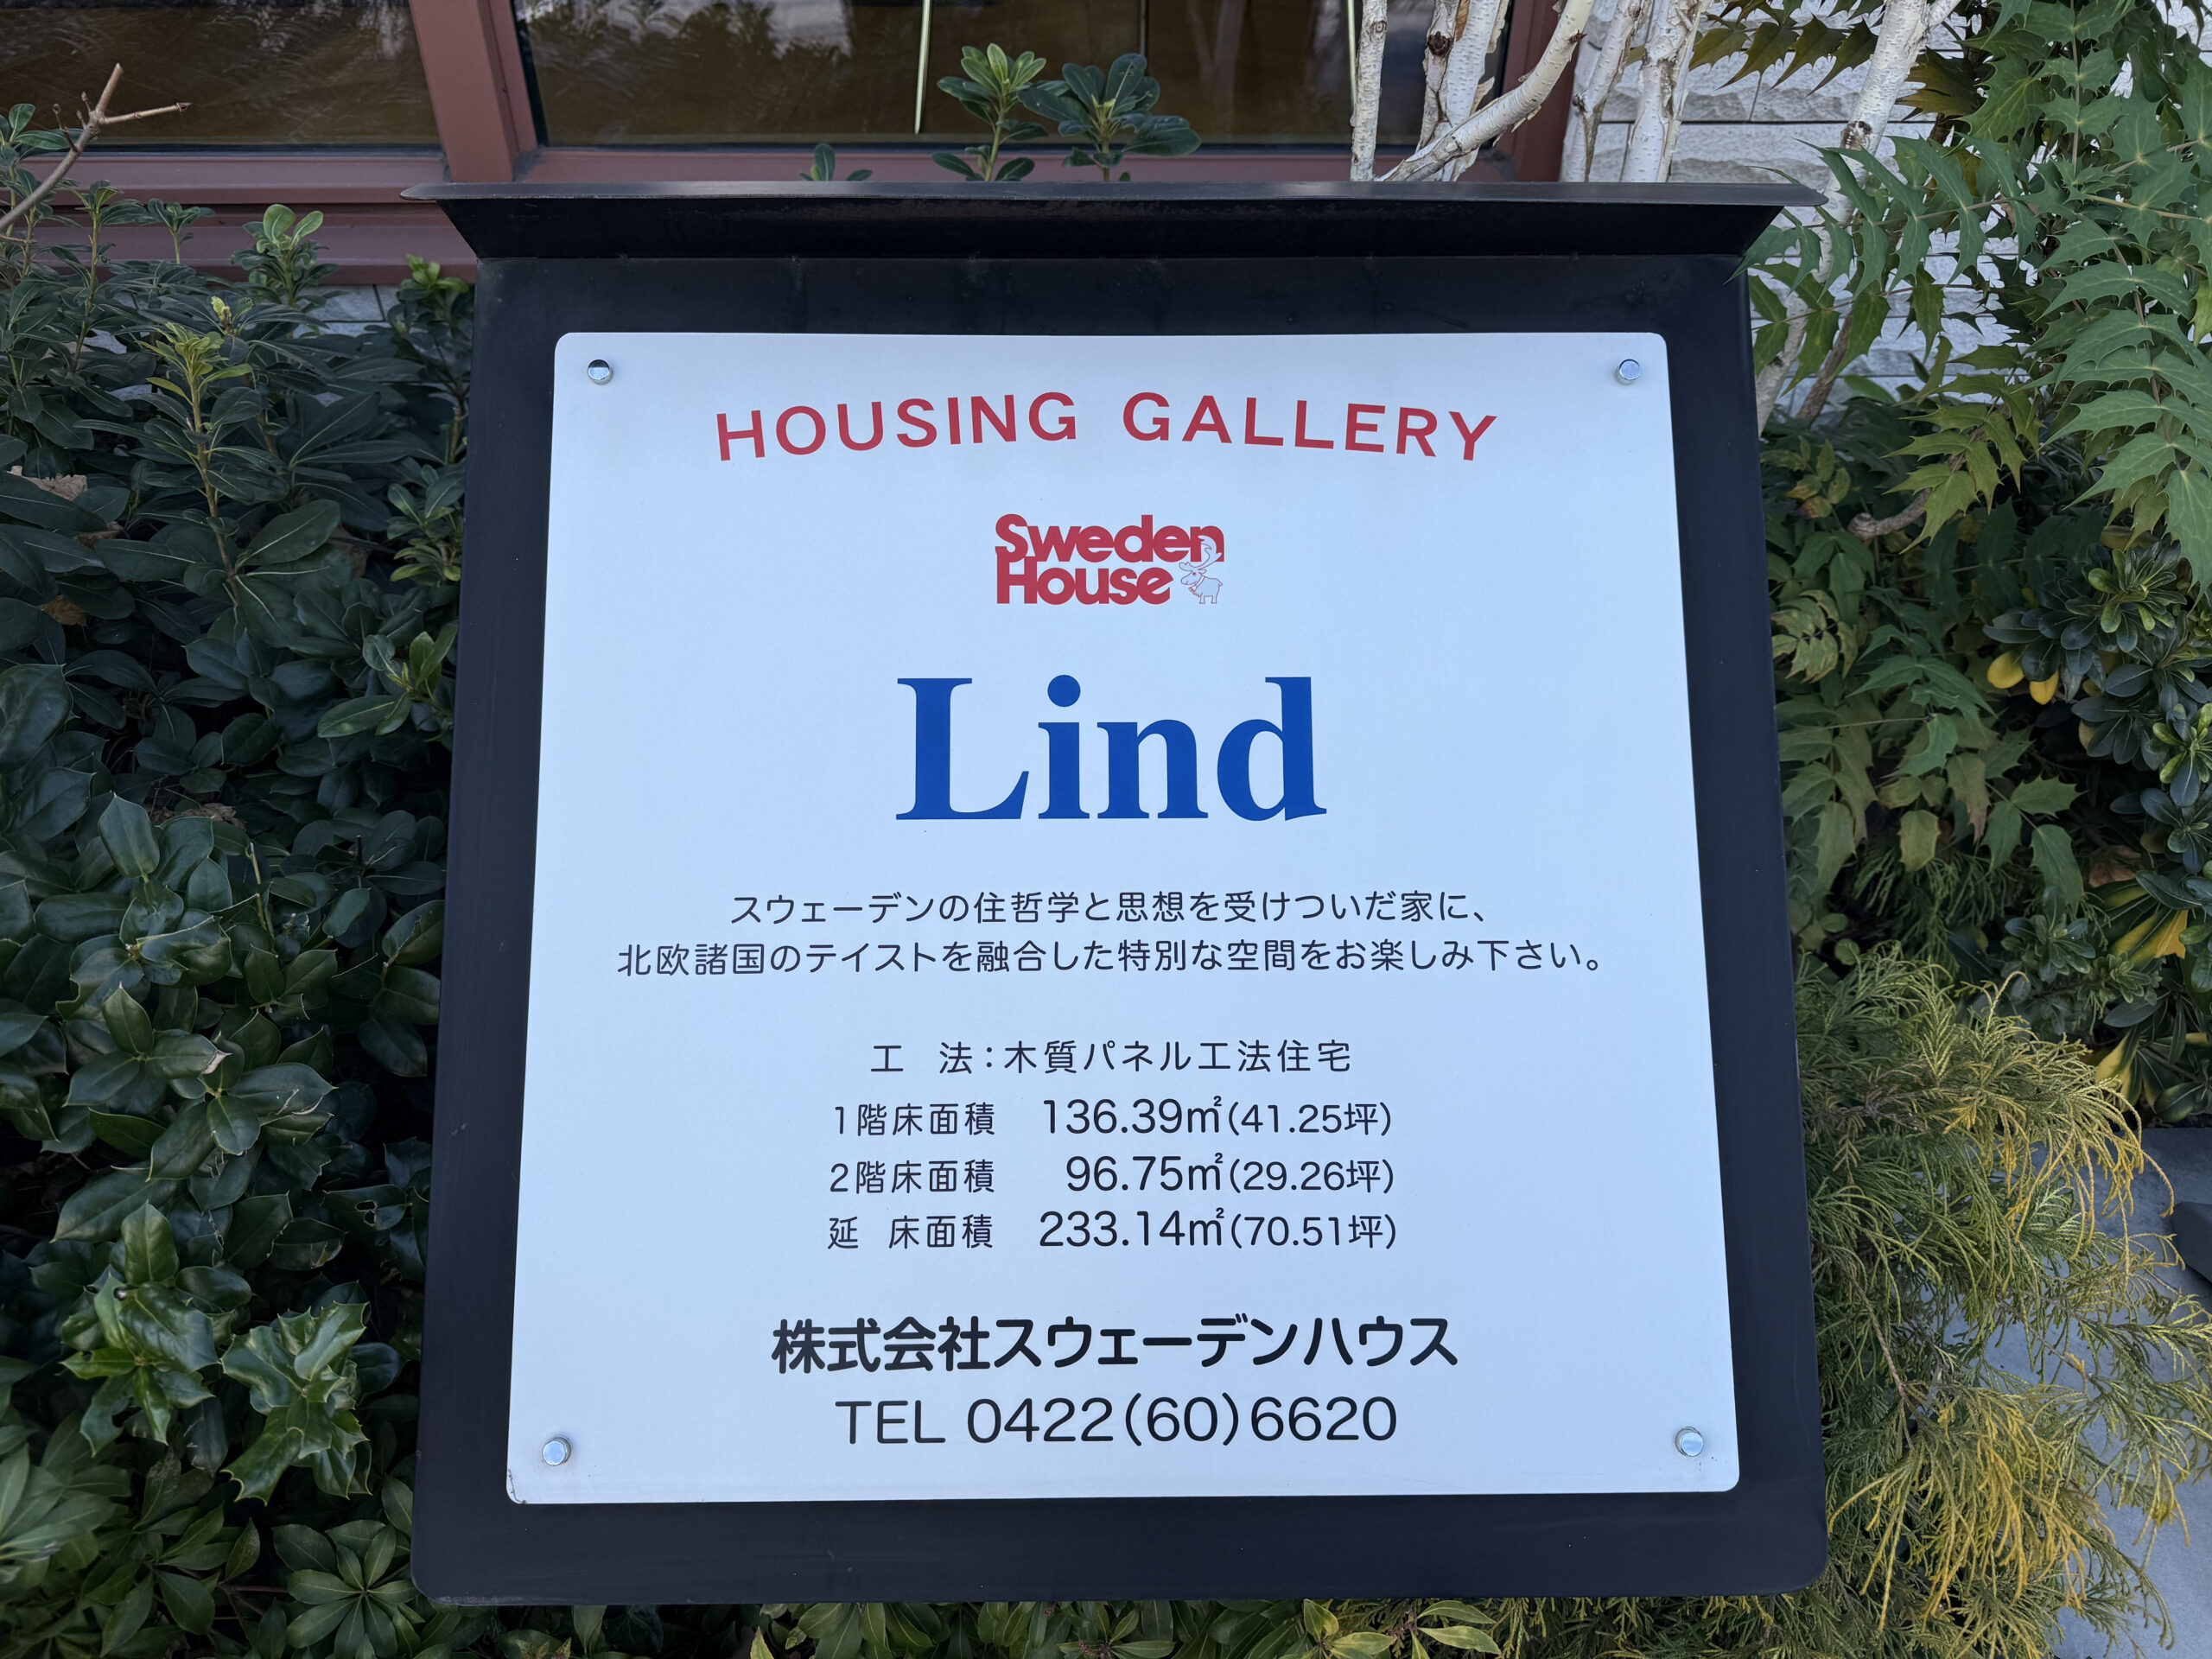 HOUSING GALLERY
Sweden
House
Lind
スウェーデンの住哲学と思想を受けついだ家に、
北欧諸国のテイストを融合した特別な空間をお楽しみ下さい。
工　法：木質パネル工法住宅
1階床面積　136.39㎡(41.25坪)
2階床面積　96.75㎡(29.26坪)
延　床面積　233.14㎡(70.51坪)
株式会社スウェーデンハウス
TEL 0422(60)6620